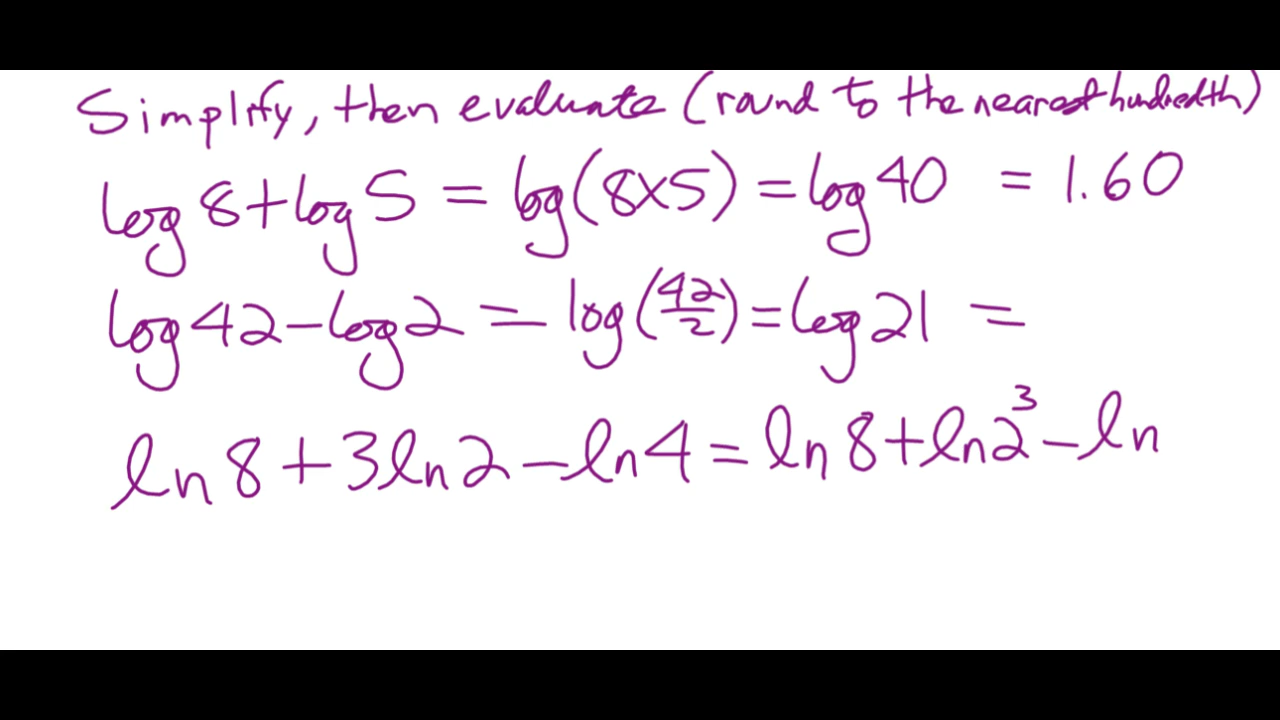 Simplify, then evaluate (round to the nearest hundredth)
log 8 + log 5 = log(8×5) = log 40 = 1.60
log 42 − log 2 = log(42/2) = log 21 =
ln 8 + 3 ln 2 − ln 4 = ln 8 + ln 2³ − ln